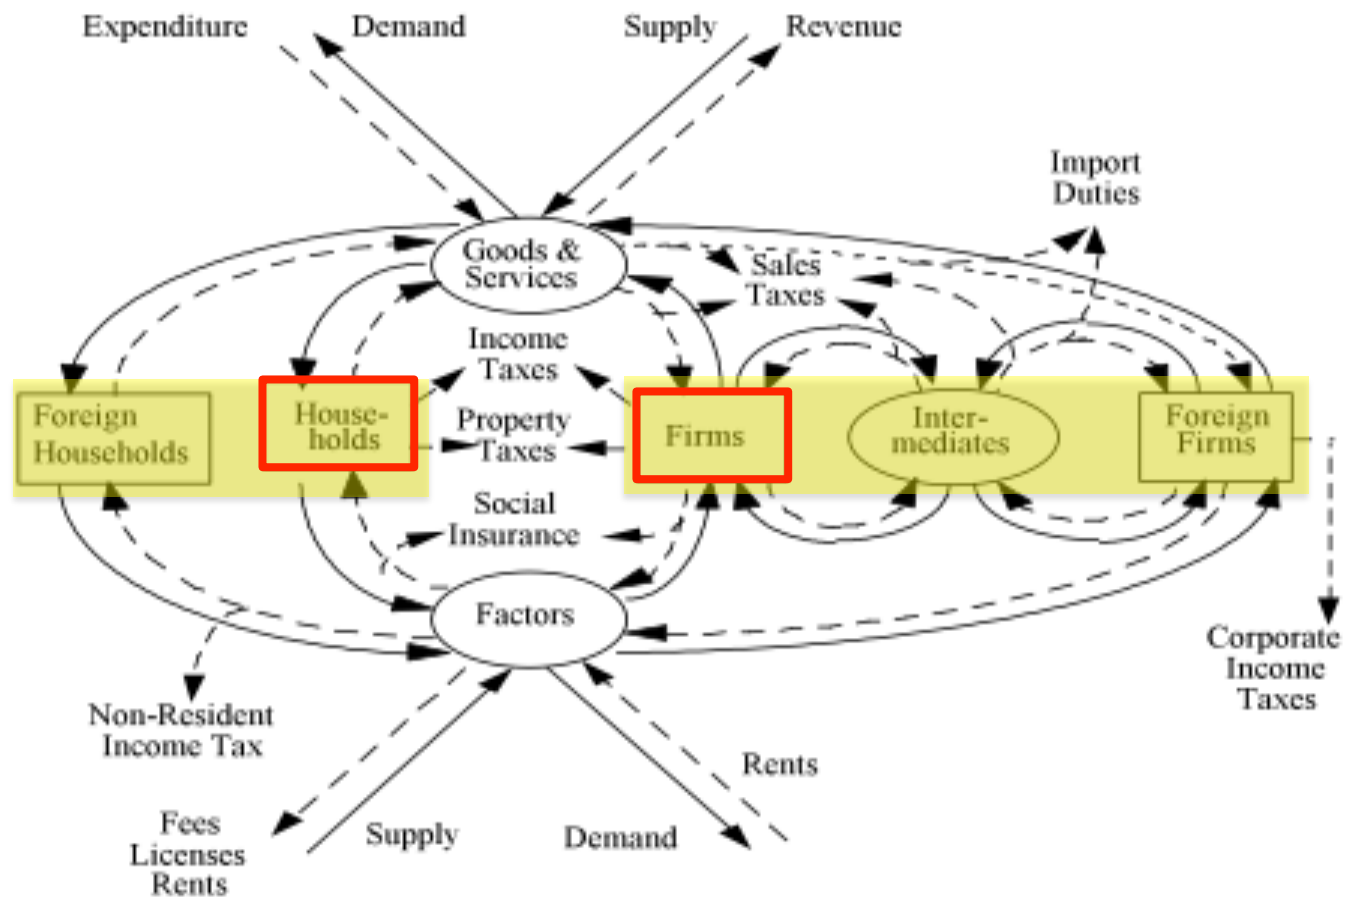 Expenditure
Demand
Supply
Revenue
Import
Duties
Goods &
Services
Sales
Taxes
Income
Taxes
Foreign
Households
House-
holds
Property
Taxes
Firms
Inter-
mediates
Foreign
Firms
Social
Insurance
Factors
Corporate
Income
Taxes
Non-Resident
Income Tax
Rents
Fees
Licenses
Rents
Supply
Demand